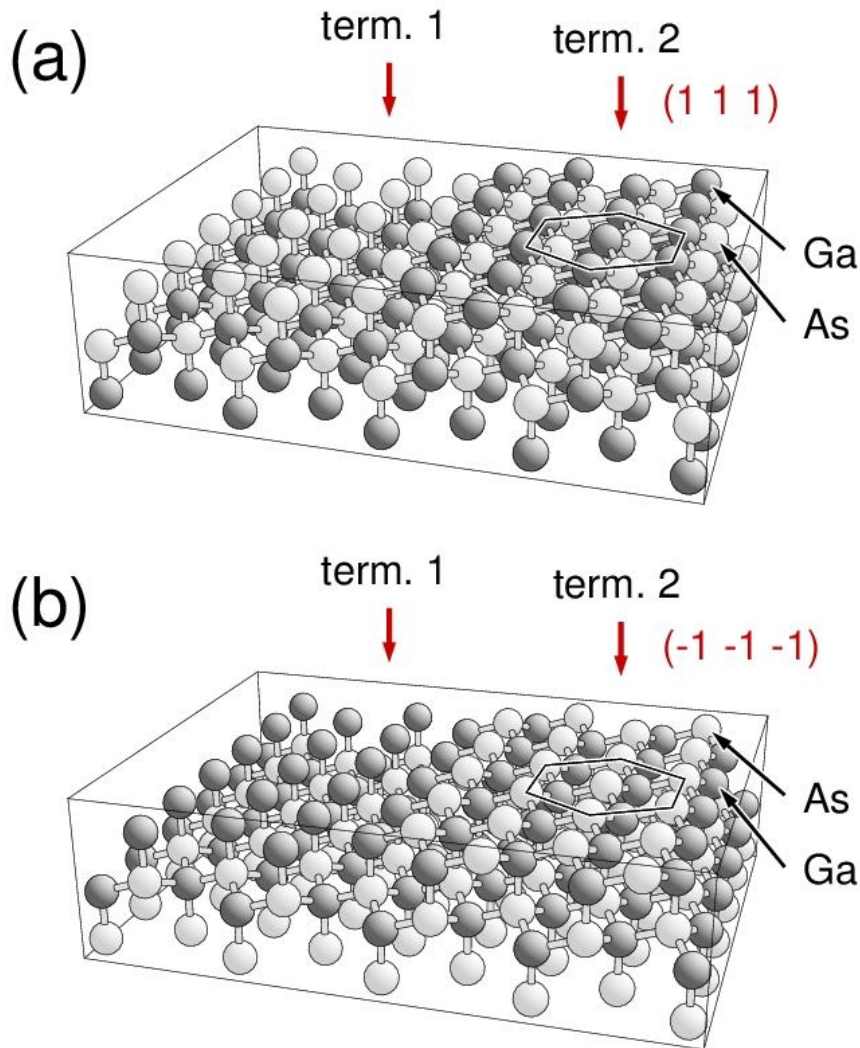 term. 1 term. 2
(a)
(1 1 1)
Ga
As
term. 1 term. 2
(b)
(-1 -1 -1)
As
Ga